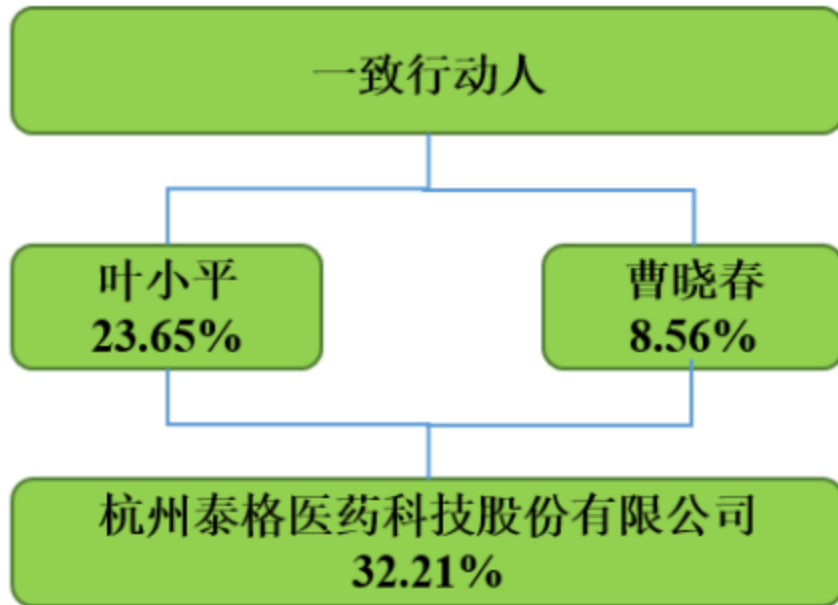 一致行动人
叶小平
23.65%
曹晓春
8.56%
杭州泰格医药科技股份有限公司
32.21%